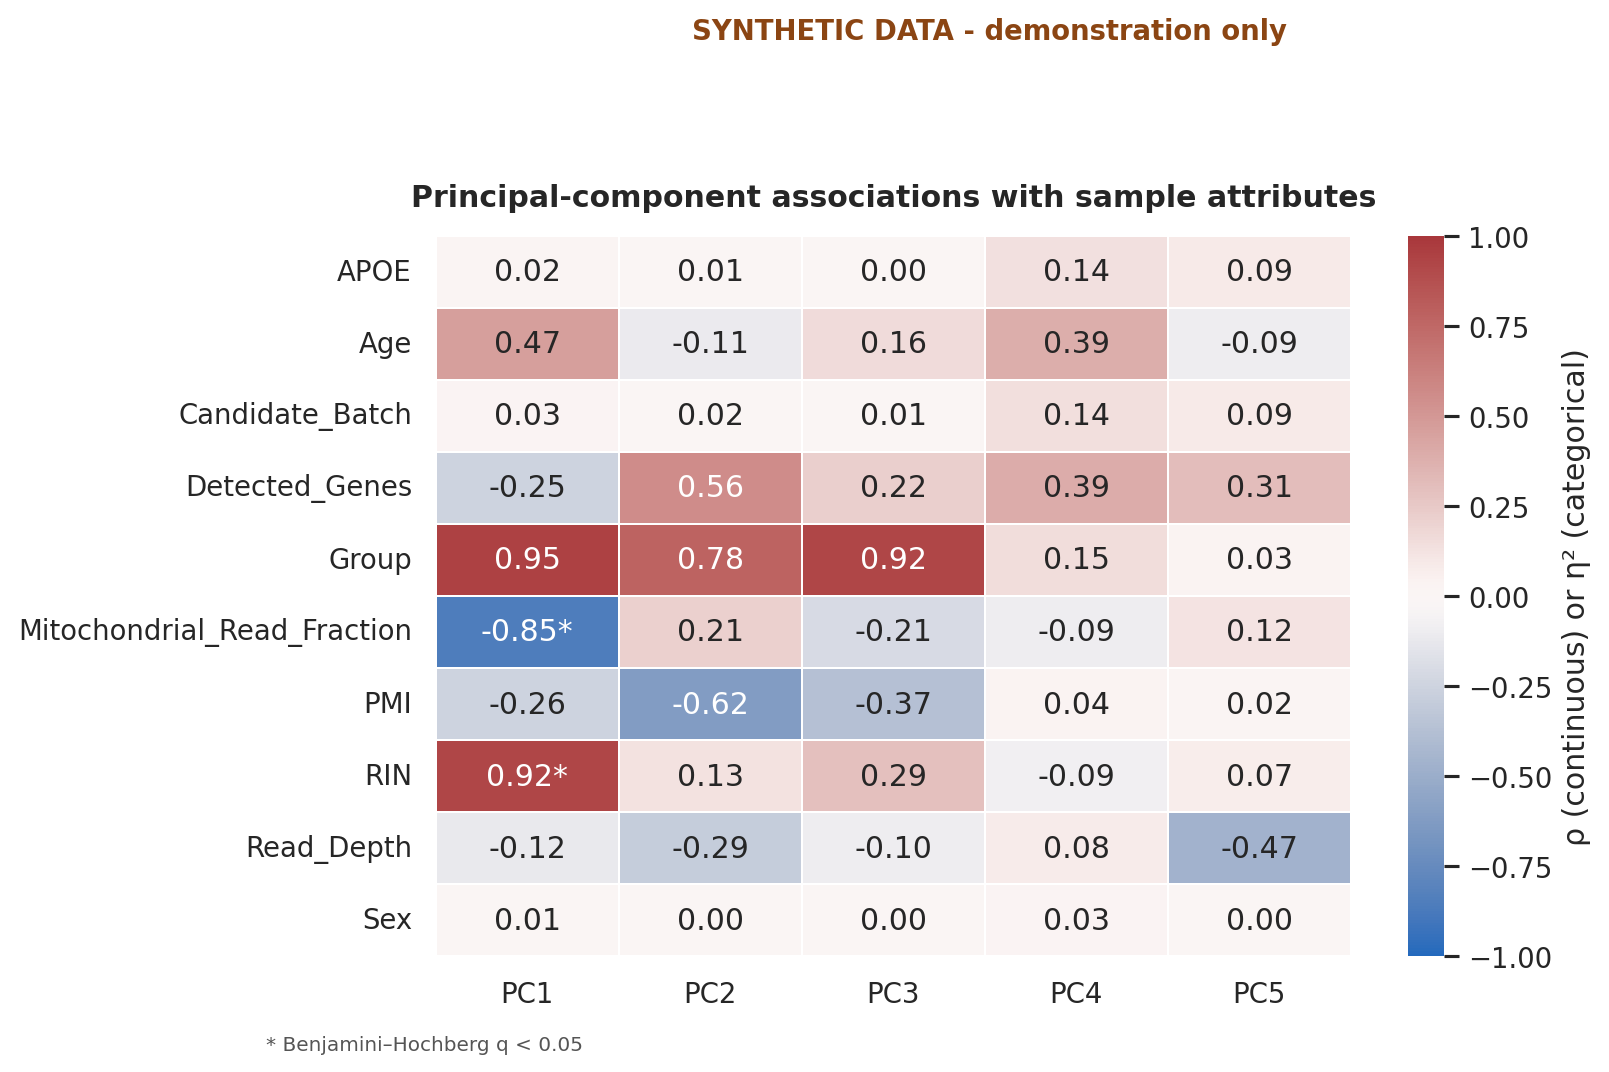 SYNTHETIC DATA - demonstration only
Principal-component associations with sample attributes
APOE 0.02 0.01 0.00 0.14 0.09
Age 0.47 -0.11 0.16 0.39 -0.09
Candidate_Batch 0.03 0.02 0.01 0.14 0.09
Detected_Genes -0.25 0.56 0.22 0.39 0.31
Group 0.95 0.78 0.92 0.15 0.03
Mitochondrial_Read_Fraction -0.85* 0.21 -0.21 -0.09 0.12
PMI -0.26 -0.62 -0.37 0.04 0.02
RIN 0.92* 0.13 0.29 -0.09 0.07
Read_Depth -0.12 -0.29 -0.10 0.08 -0.47
Sex 0.01 0.00 0.00 0.03 0.00
PC1 PC2 PC3 PC4 PC5
1.00
0.75
0.50
0.25
0.00
−0.25
−0.50
−0.75
−1.00
ρ (continuous) or η² (categorical)
* Benjamini–Hochberg q < 0.05